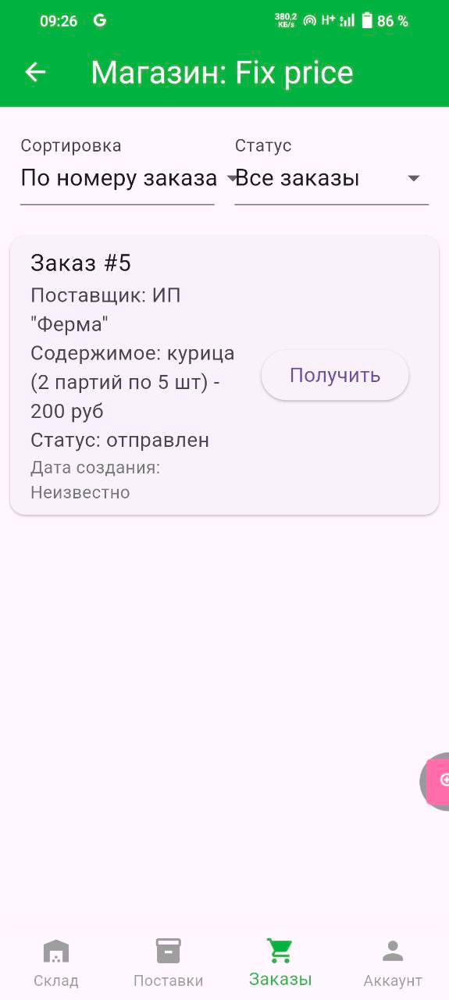 09:26 G 380,2 КБ/s H+ 86 %
Магазин: Fix price
Сортировка Статус
По номеру заказа Все заказы
Заказ #5
Поставщик: ИП
"Ферма"
Содержимое: курица
(2 партий по 5 шт) -
200 руб
Статус: отправлен
Дата создания:
Неизвестно
Получить
Склад Поставки Заказы Аккаунт